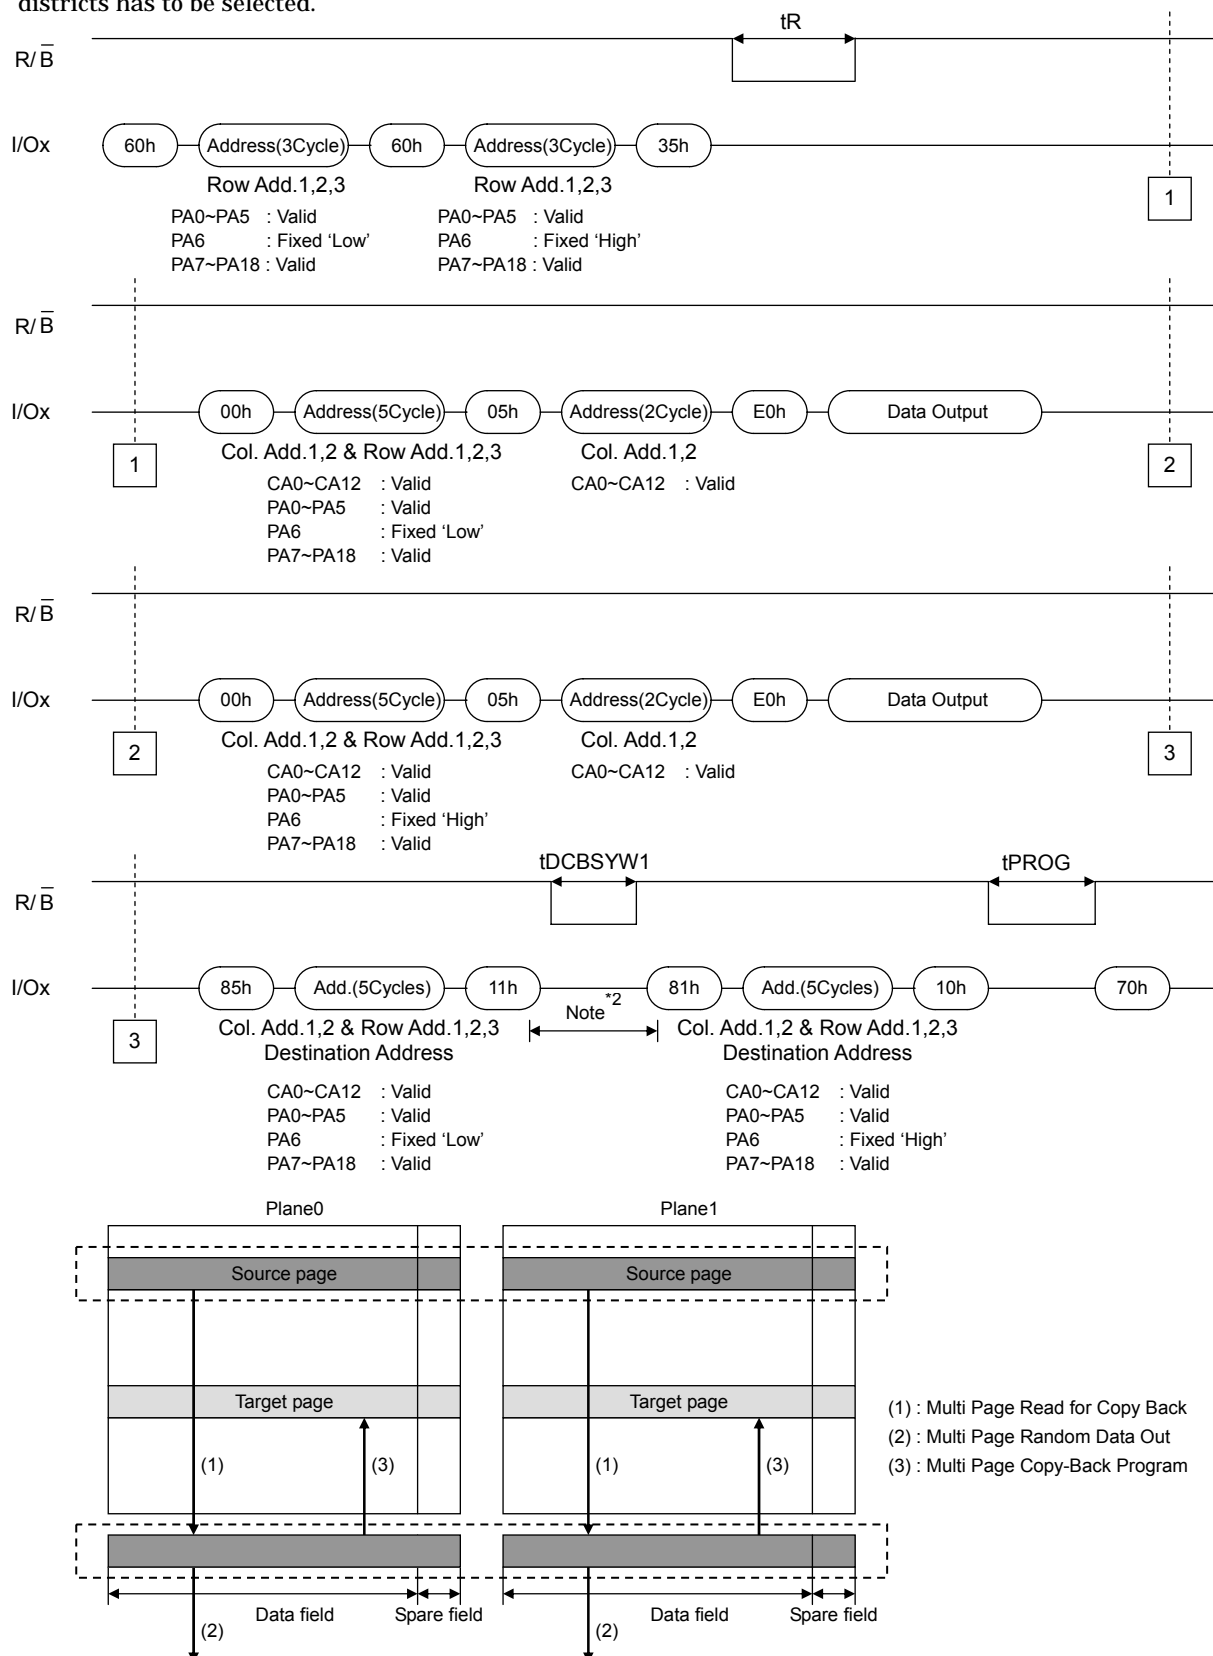 districts has to be selected.
tR
R/B̅
I/Ox
60h Address(3Cycle) 60h Address(3Cycle) 35h
Row Add.1,2,3 Row Add.1,2,3
1
PA0~PA5 : Valid PA0~PA5 : Valid
PA6 : Fixed ‘Low’ PA6 : Fixed ‘High’
PA7~PA18 : Valid PA7~PA18 : Valid
R/B̅
I/Ox
00h Address(5Cycle) 05h Address(2Cycle) E0h Data Output
Col. Add.1,2 & Row Add.1,2,3 Col. Add.1,2
1 2
CA0~CA12 : Valid CA0~CA12 : Valid
PA0~PA5 : Valid
PA6 : Fixed ‘Low’
PA7~PA18 : Valid
R/B̅
I/Ox
00h Address(5Cycle) 05h Address(2Cycle) E0h Data Output
Col. Add.1,2 & Row Add.1,2,3 Col. Add.1,2
2 3
CA0~CA12 : Valid CA0~CA12 : Valid
PA0~PA5 : Valid
PA6 : Fixed ‘High’
PA7~PA18 : Valid
tDCBSYW1 tPROG
R/B̅
I/Ox
85h Add.(5Cycles) 11h 81h Add.(5Cycles) 10h 70h
Note*2
Col. Add.1,2 & Row Add.1,2,3 Col. Add.1,2 & Row Add.1,2,3
3
Destination Address Destination Address
CA0~CA12 : Valid CA0~CA12 : Valid
PA0~PA5 : Valid PA0~PA5 : Valid
PA6 : Fixed ‘Low’ PA6 : Fixed ‘High’
PA7~PA18 : Valid PA7~PA18 : Valid
Plane0 Plane1
Source page Source page
Target page Target page
(1) : Multi Page Read for Copy Back
(2) : Multi Page Random Data Out
(3) : Multi Page Copy-Back Program
(1) (3) (1) (3)
Data field Spare field Data field Spare field
(2) (2)